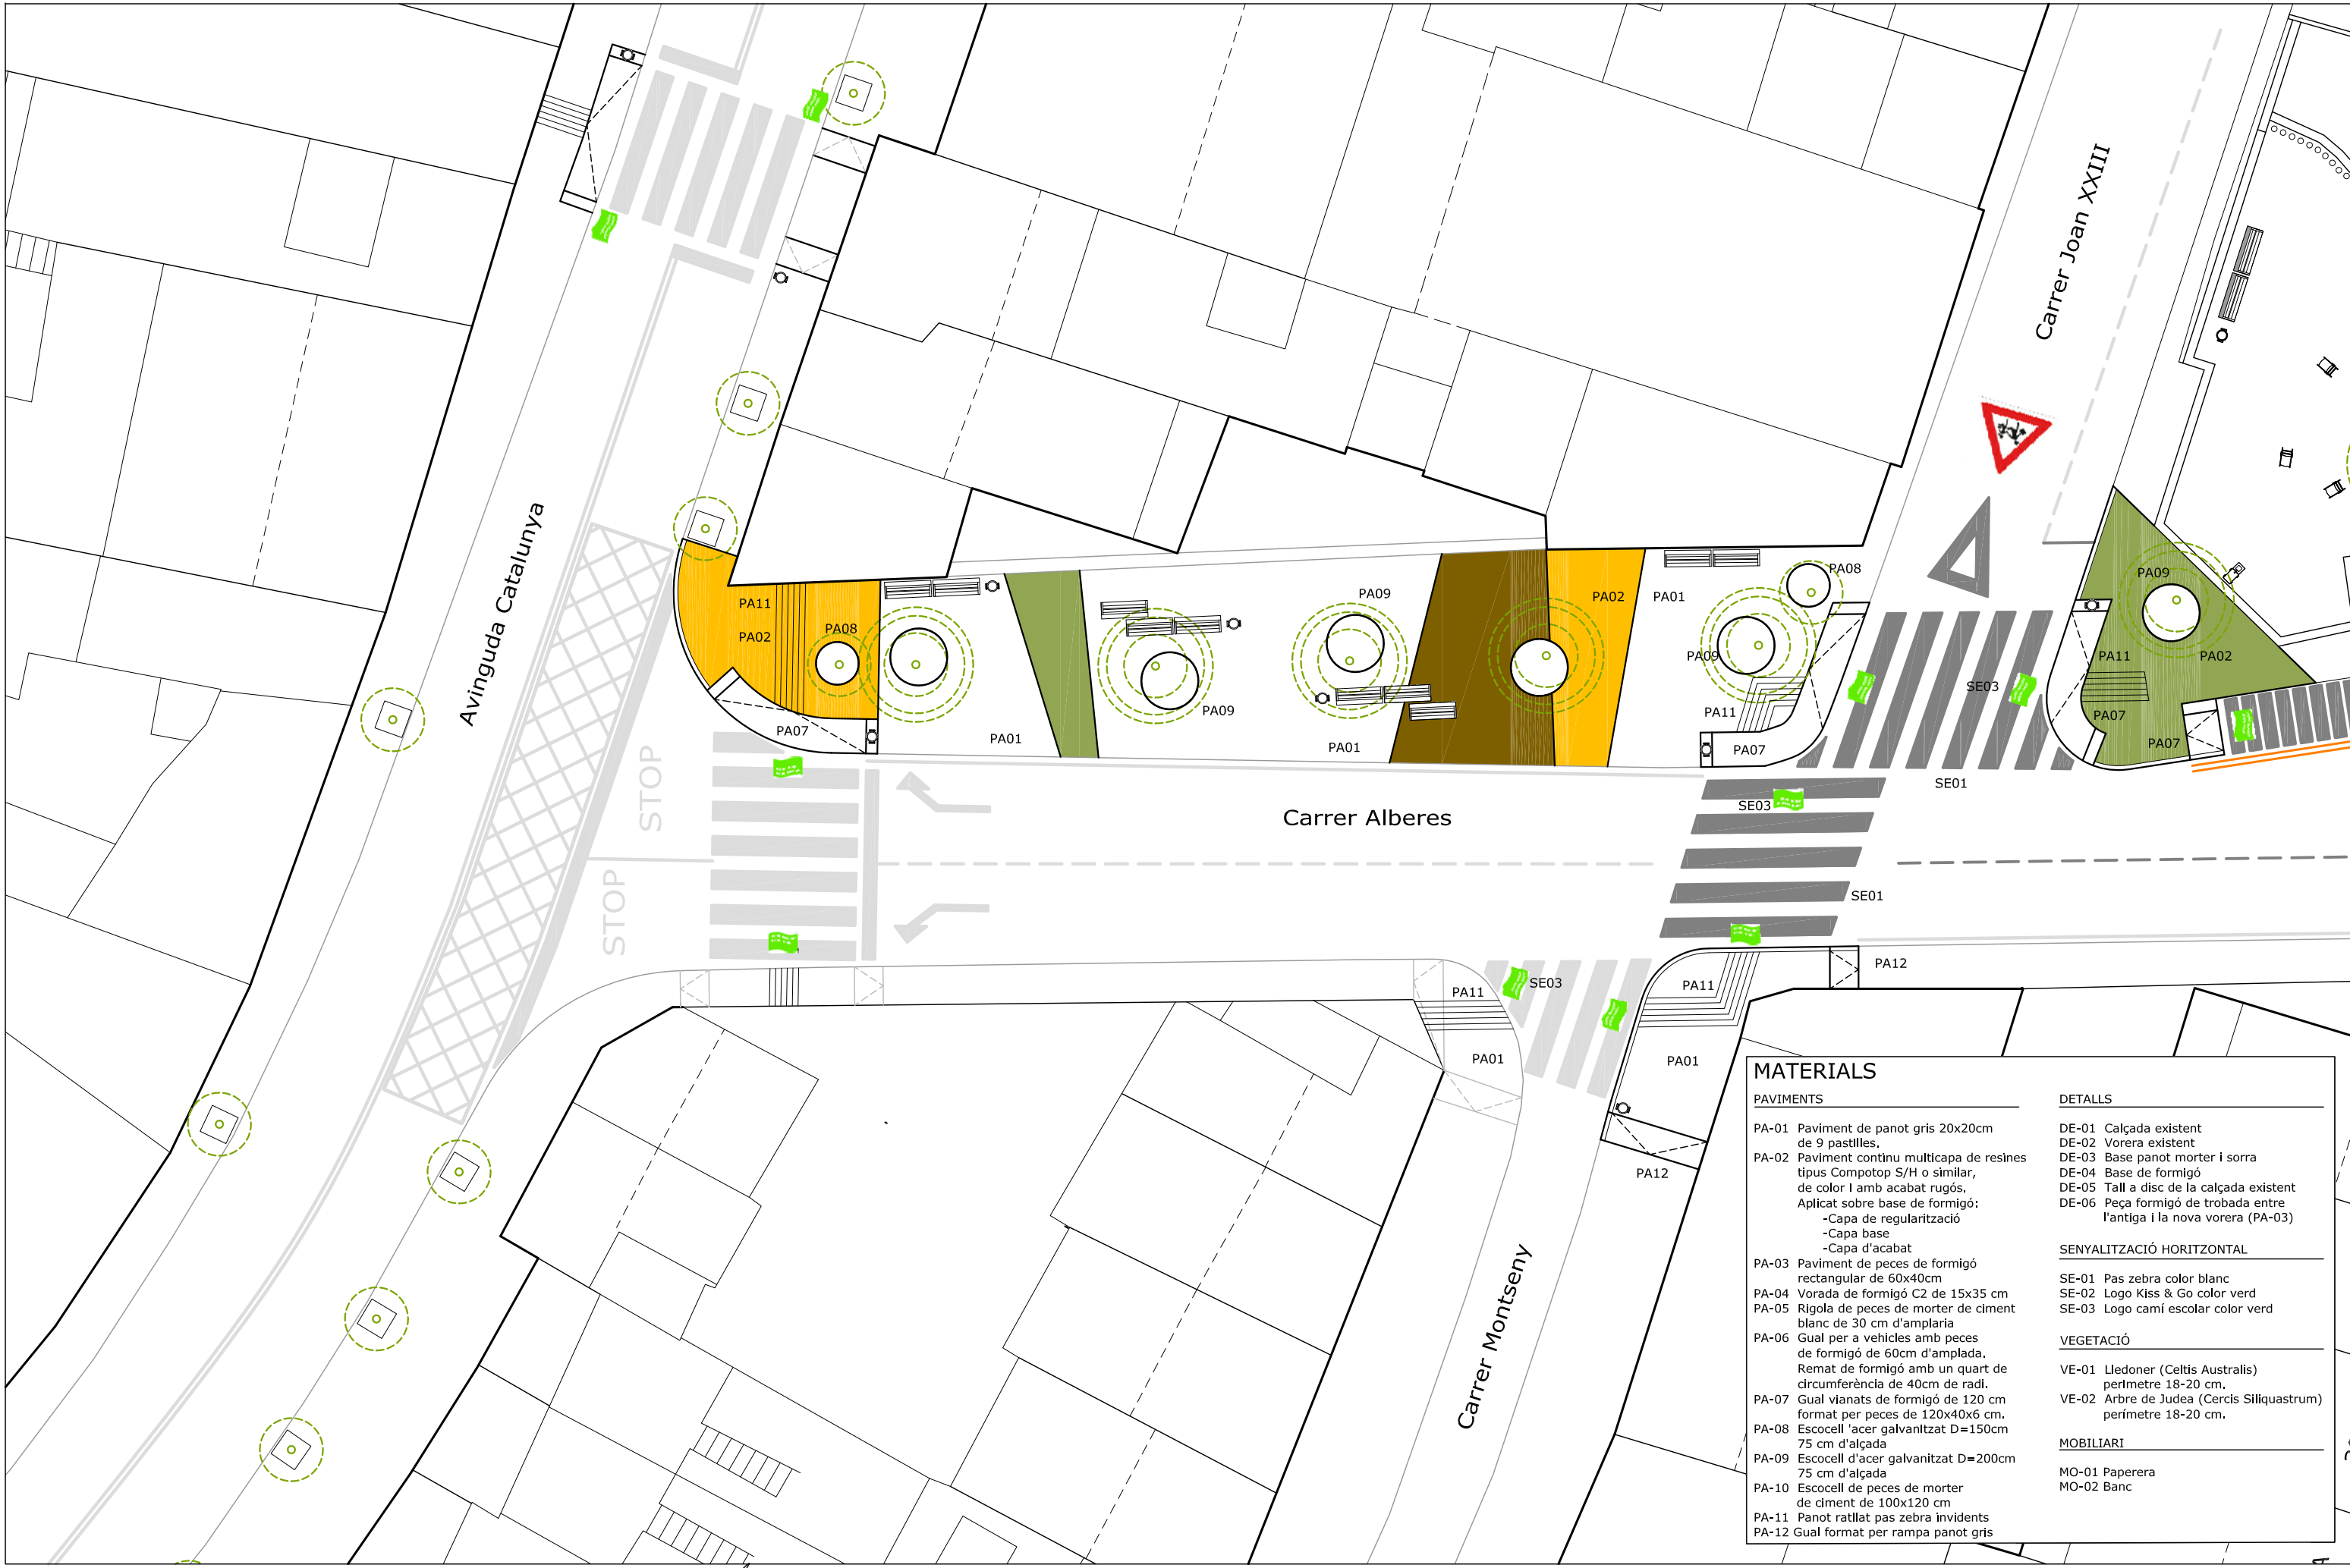 Carrer Joan XXIII
Avinguda Catalunya
PA11
PA02
PA08
PA07
PA01
PA09
PA09
PA01
PA02
PA01
PA08
PA09
PA11
PA07
PA09
PA11
PA02
PA07
PA07
SE03
SE01
SE03
SE01
STOP
STOP
Carrer Alberes
PA11
SE03
PA01
PA11
PA01
PA12
PA12
Carrer Montseny
MATERIALS
PAVIMENTS
PA-01 Paviment de panot gris 20x20cm
de 9 pastilles.
PA-02 Paviment continu multicapa de resines
tipus Compotop S/H o similar,
de color i amb acabat rugós.
Aplicat sobre base de formigó:
-Capa de regularització
-Capa base
-Capa d'acabat
PA-03 Paviment de peces de formigó
rectangular de 60x40cm
PA-04 Vorada de formigó C2 de 15x35 cm
PA-05 Rigola de peces de morter de ciment
blanc de 30 cm d'amplaria
PA-06 Gual per a vehicles amb peces
de formigó de 60cm d'amplada.
Remat de formigó amb un quart de
circumferència de 40cm de radi.
PA-07 Gual vianats de formigó de 120 cm
format per peces de 120x40x6 cm.
PA-08 Escocell 'acer galvanitzat D=150cm
75 cm d'alçada
PA-09 Escocell d'acer galvanitzat D=200cm
75 cm d'alçada
PA-10 Escocell de peces de morter
de ciment de 100x120 cm
PA-11 Panot ratllat pas zebra invidents
PA-12 Gual format per rampa panot gris
DETALLS
DE-01 Calçada existent
DE-02 Vorera existent
DE-03 Base panot morter i sorra
DE-04 Base de formigó
DE-05 Tall a disc de la calçada existent
DE-06 Peça formigó de trobada entre
l'antiga i la nova vorera (PA-03)
SENYALITZACIÓ HORITZONTAL
SE-01 Pas zebra color blanc
SE-02 Logo Kiss & Go color verd
SE-03 Logo camí escolar color verd
VEGETACIÓ
VE-01 Lledoner (Celtis Australis)
perimetre 18-20 cm.
VE-02 Arbre de Judea (Cercis Siliquastrum)
perímetre 18-20 cm.
MOBILIARI
MO-01 Paperera
MO-02 Banc